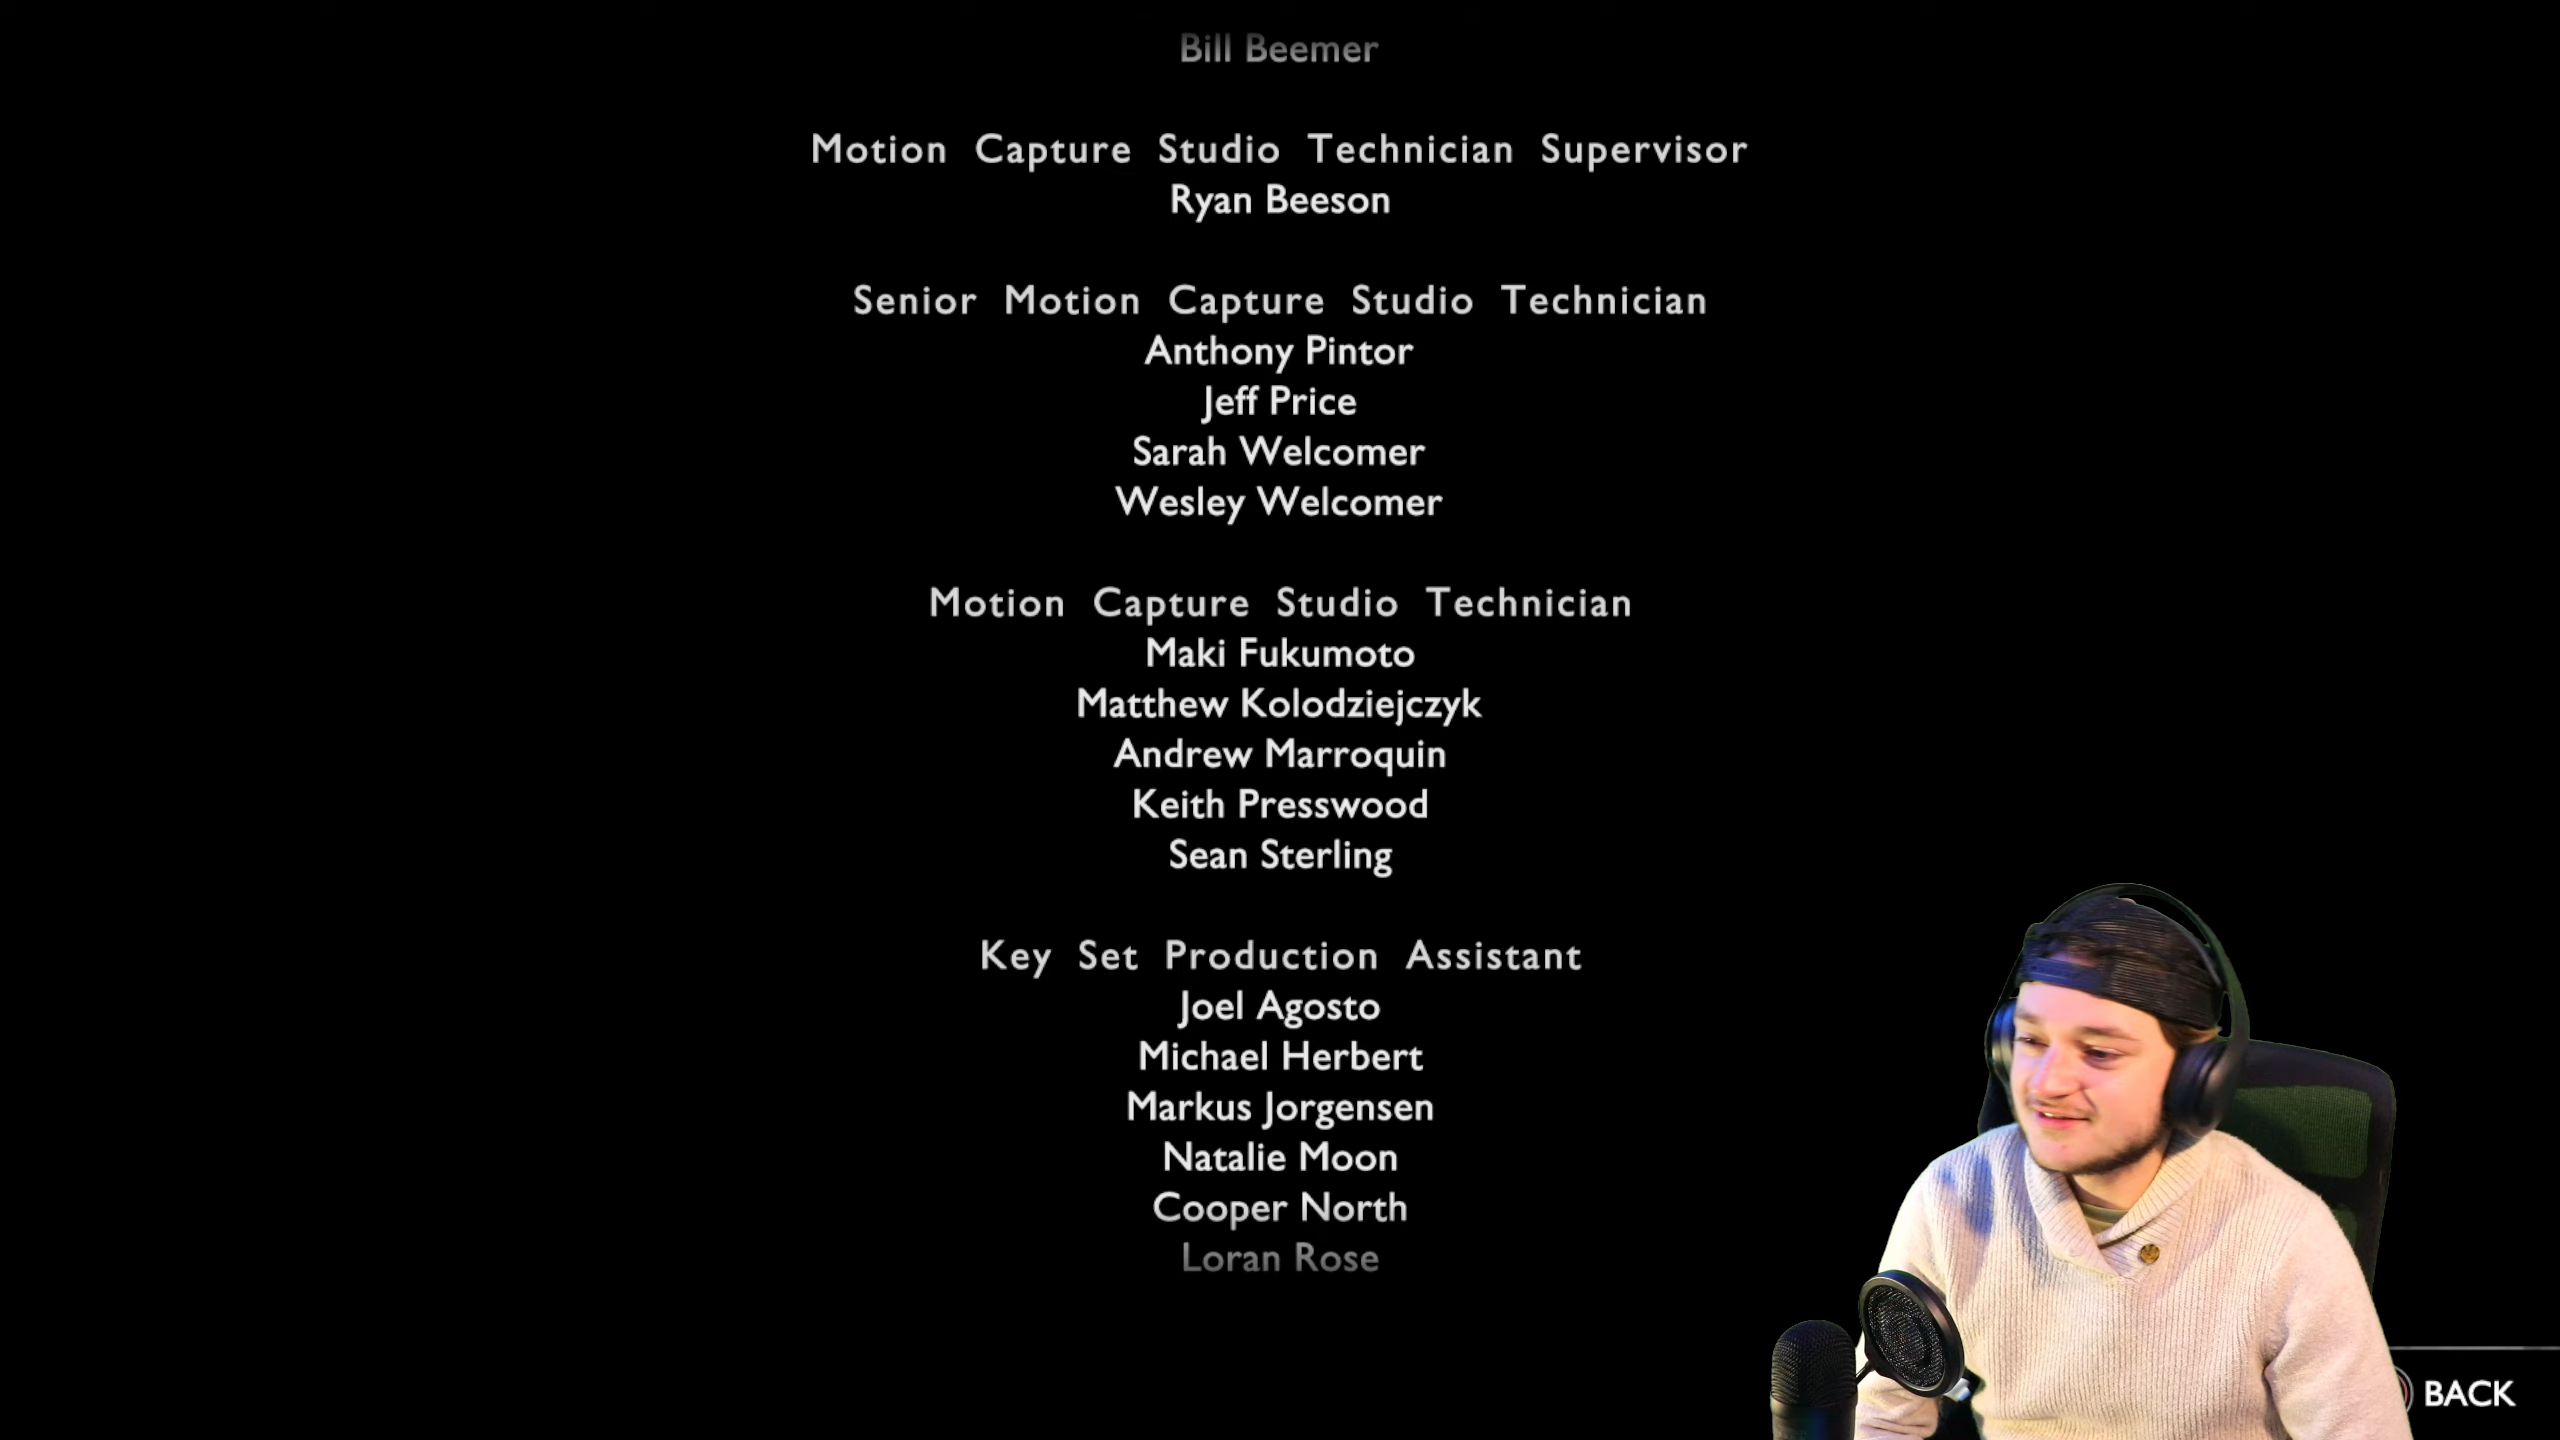 Bill Beemer
Motion Capture Studio Technician Supervisor
Ryan Beeson
Senior Motion Capture Studio Technician
Anthony Pintor
Jeff Price
Sarah Welcomer
Wesley Welcomer
Motion Capture Studio Technician
Maki Fukumoto
Matthew Kolodziejczyk
Andrew Marroquin
Keith Presswood
Sean Sterling
Key Set Production Assistant
Joel Agosto
Michael Herbert
Markus Jorgensen
Natalie Moon
Cooper North
Loran Rose
BACK